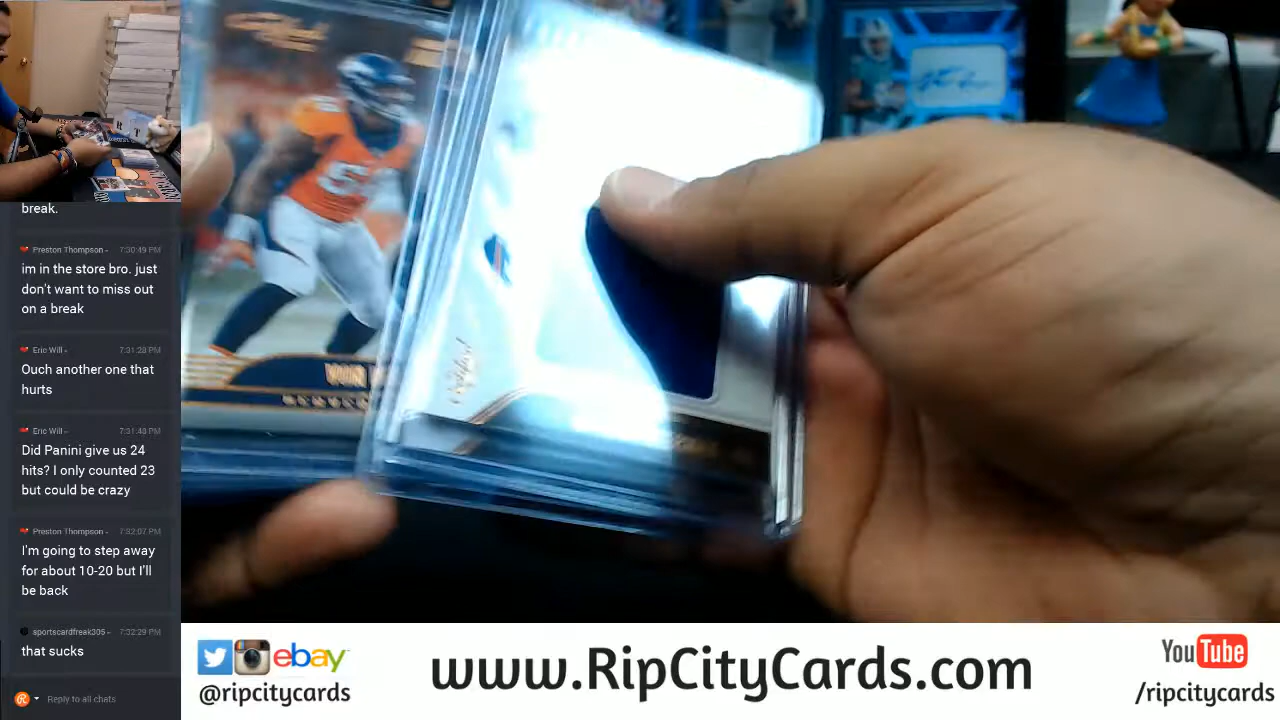 break.
Preston Thompson - 7:30:49 PM
im in the store bro. just
don't want to miss out
on a break
Eric Will - 7:31:28 PM
Ouch another one that
hurts
Eric Will - 7:31:48 PM
Did Panini give us 24
hits? I only counted 23
but could be crazy
Preston Thompson - 7:32:07 PM
I'm going to step away
for about 10-20 but I'll
be back
sportscardfreak305 - 7:32:29 PM
that sucks
Reply to all chats
Certified
ebay
@ripcitycards
www.RipCityCards.com
YouTube
/ripcitycards